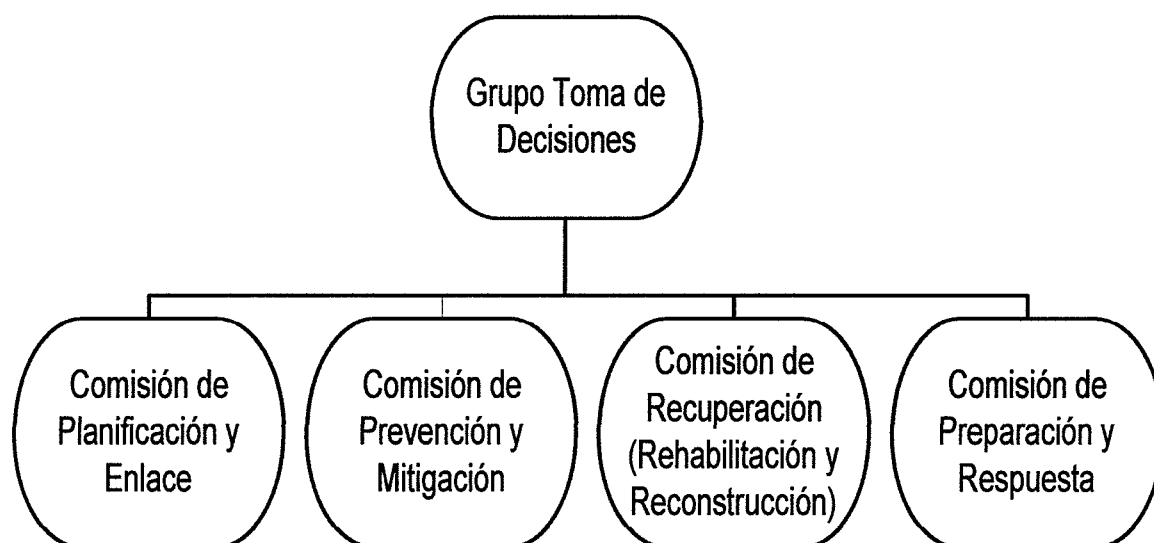 Grupo Toma de
Decisiones
Comisión de
Planificación y
Enlace
Comisión de
Prevención y
Mitigación
Comisión de
Recuperación
(Rehabilitación y
Reconstrucción)
Comisión de
Preparación y
Respuesta